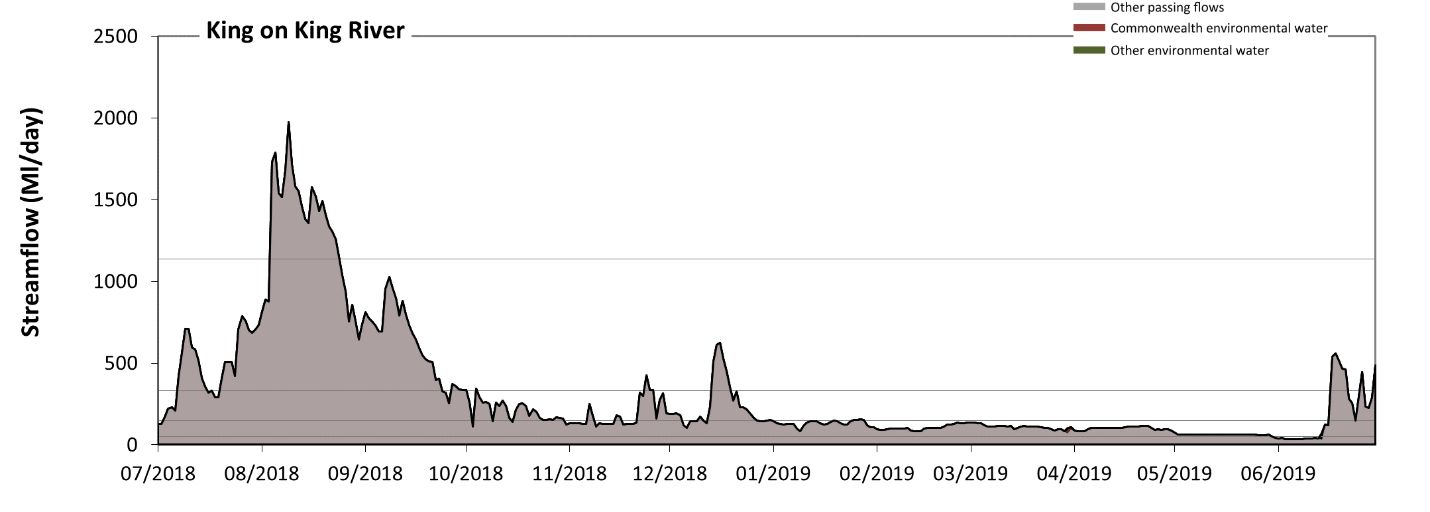 Other passing flows
King on King River
Commonwealth environmental water
Other environmental water
Streamflow (Ml/day)
2500
2000
1500
1000
500
0
07/2018 08/2018 09/2018 10/2018 11/2018 12/2018 01/2019 02/2019 03/2019 04/2019 05/2019 06/2019